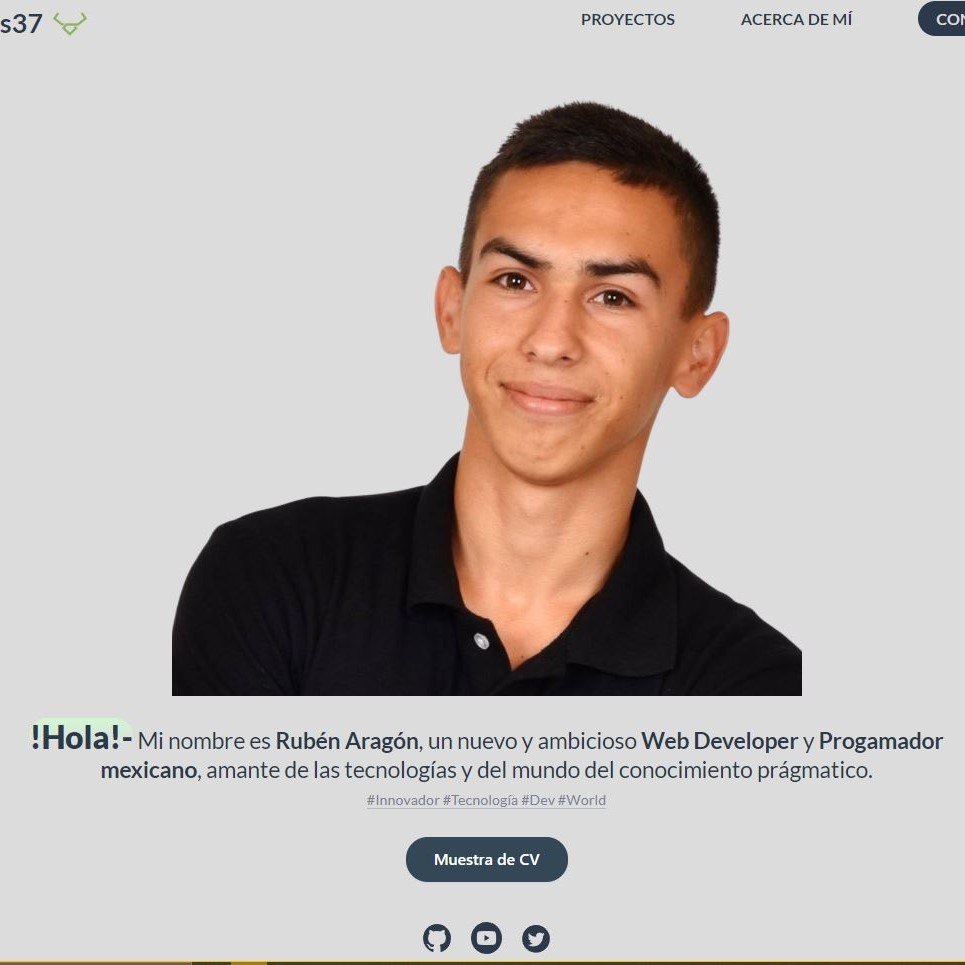 s37
PROYECTOS
ACERCA DE MÍ
!Hola!- Mi nombre es Rubén Aragón, un nuevo y ambicioso Web Developer y Progamador
mexicano, amante de las tecnologías y del mundo del conocimiento prágmatico.
#Innovador #Tecnología #Dev #World
Muestra de CV